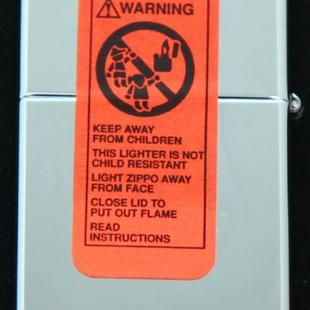 WARNING
KEEP AWAY
FROM CHILDREN
THIS LIGHTER IS NOT
CHILD RESISTANT
LIGHT ZIPPO AWAY
FROM FACE
CLOSE LID TO
PUT OUT FLAME
READ
INSTRUCTIONS